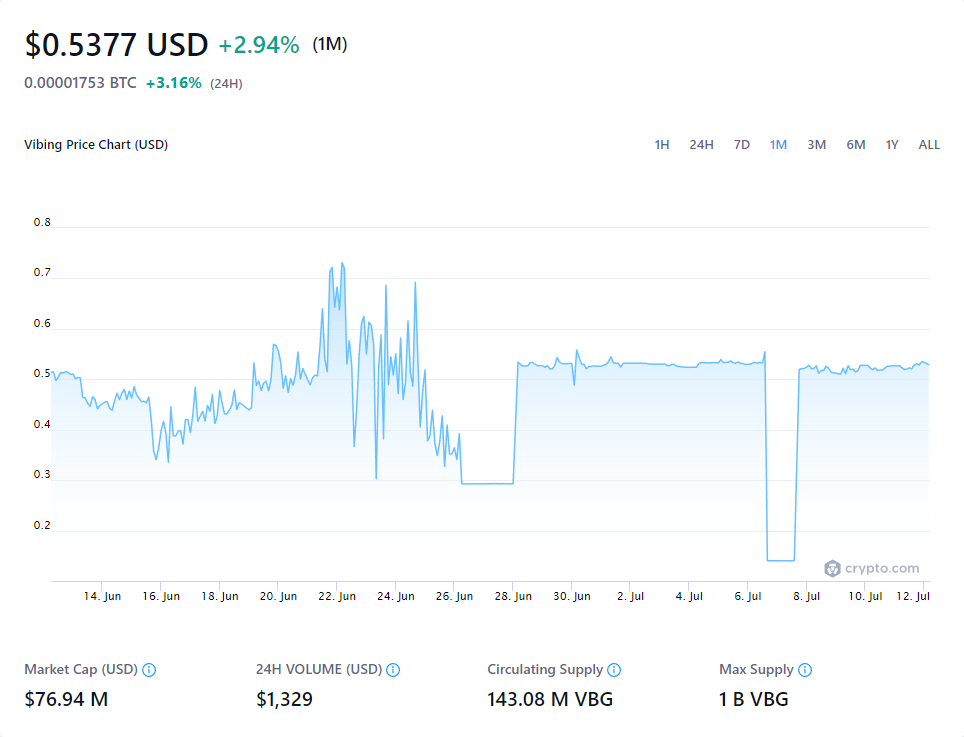 $0.5377 USD +2.94% (1M)
0.00001753 BTC +3.16% (24H)
Vibing Price Chart (USD) 1H 24H 7D 1M 3M 6M 1Y ALL
0.8
0.7
0.6
0.5
0.4
0.3
0.2
crypto.com
14. Jun 16. Jun 18. Jun 20. Jun 22. Jun 24. Jun 26. Jun 28. Jun 30. Jun 2. Jul 4. Jul 6. Jul 8. Jul 10. Jul 12. Jul
Market Cap (USD) 24H VOLUME (USD) Circulating Supply Max Supply
$76.94 M $1,329 143.08 M VBG 1 B VBG